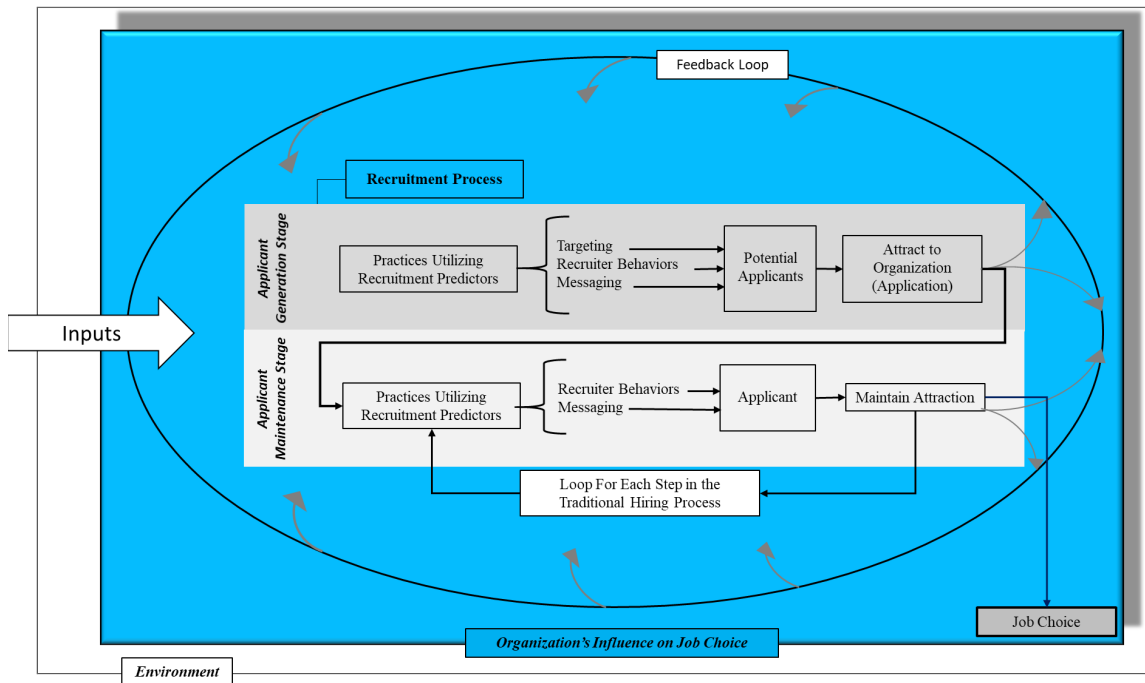 Feedback Loop
Recruitment Process
Applicant
Generation Stage
Practices Utilizing
Recruitment Predictors
Targeting
Recruiter Behaviors
Messaging
Potential
Applicants
Attract to
Organization
(Application)
Inputs
Applicant
Maintenance Stage
Practices Utilizing
Recruitment Predictors
Recruiter Behaviors
Messaging
Applicant
Maintain Attraction
Loop For Each Step in the
Traditional Hiring Process
Job Choice
Organization's Influence on Job Choice
Environment